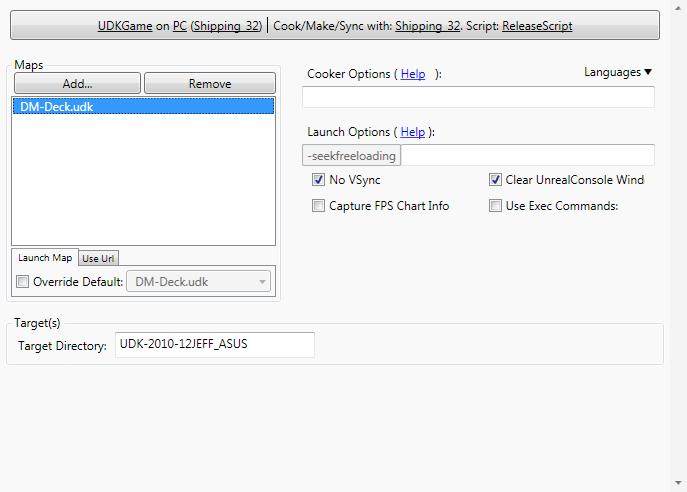 UDKGame on PC (Shipping_32) | Cook/Make/Sync with: Shipping_32. Script: ReleaseScript
Maps
Add...
Remove
DM-Deck.udk
Launch Map
Use Url
Override Default:
DM-Deck.udk
Cooker Options ( Help ):
Languages
Launch Options ( Help ):
-seekfreeloading
No VSync
Clear UnrealConsole Wind
Capture FPS Chart Info
Use Exec Commands:
Target(s)
Target Directory:
UDK-2010-12JEFF_ASUS